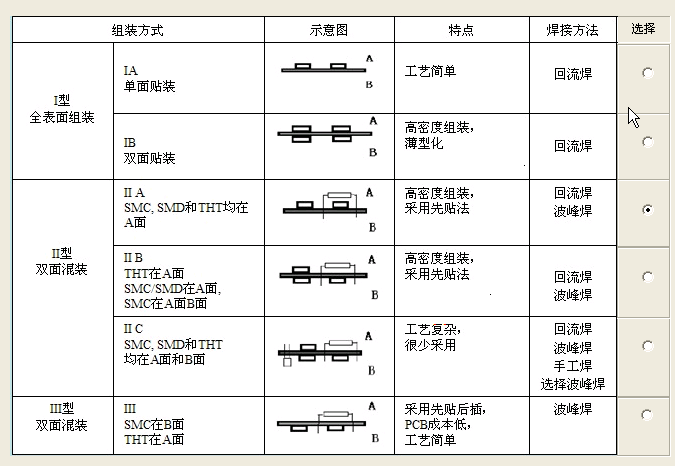 组装方式 示意图 特点 焊接方法 选择
I型
全表面组装
IA
单面贴装
A
B
工艺简单
回流焊
IB
双面贴装
A
B
高密度组装，
薄型化
回流焊
II型
双面混装
II A
SMC, SMD和THT均在
A面
A
B
高密度组装，
采用先贴法
回流焊
波峰焊
II B
THT在A面
SMC/SMD在A面，
SMC在A面B面
A
B
高密度组装，
采用先贴法
回流焊
波峰焊
II C
SMC, SMD和THT
均在A面和B面
A
B
工艺复杂，
很少采用
回流焊
波峰焊
手工焊
选择波峰焊
III型
双面混装
III
SMC在B面
THT在A面
A
B
采用先贴后插，
PCB成本低，
工艺简单
波峰焊